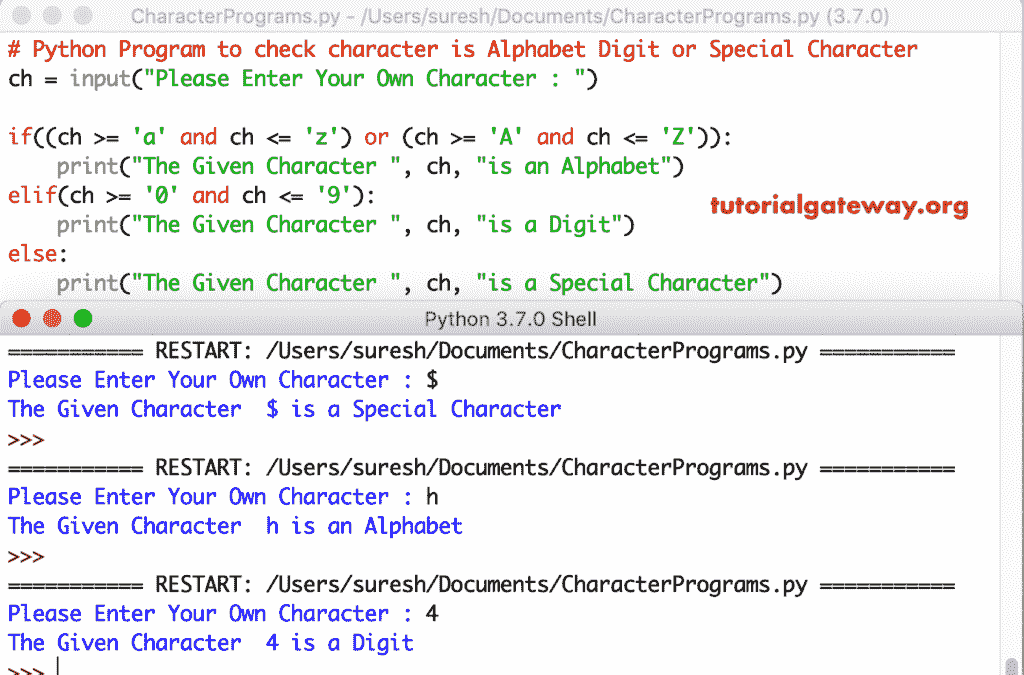 CharacterPrograms.py - /Users/suresh/Documents/CharacterPrograms.py (3.7.0)
# Python Program to check character is Alphabet Digit or Special Character
ch = input("Please Enter Your Own Character : ")
if((ch >= 'a' and ch <= 'z') or (ch >= 'A' and ch <= 'Z')):
    print("The Given Character ", ch, "is an Alphabet")
elif(ch >= '0' and ch <= '9'):
tutorialgateway.org
    print("The Given Character ", ch, "is a Digit")
else:
    print("The Given Character ", ch, "is a Special Character")
Python 3.7.0 Shell
=========== RESTART: /Users/suresh/Documents/CharacterPrograms.py ===========
Please Enter Your Own Character : $
The Given Character  $ is a Special Character
>>>
=========== RESTART: /Users/suresh/Documents/CharacterPrograms.py ===========
Please Enter Your Own Character : h
The Given Character  h is an Alphabet
>>>
=========== RESTART: /Users/suresh/Documents/CharacterPrograms.py ===========
Please Enter Your Own Character : 4
The Given Character  4 is a Digit
>>>